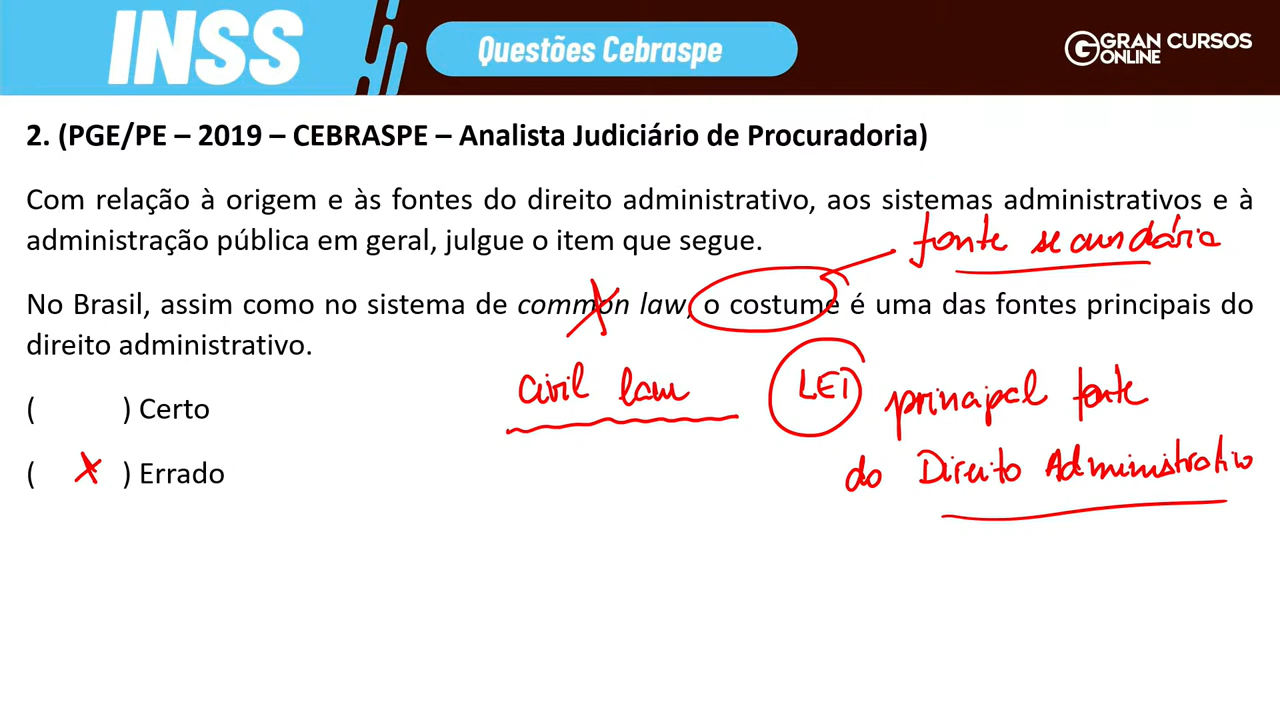 INSS
Questões Cebraspe
GRAN CURSOS
ONLINE
2. (PGE/PE – 2019 – CEBRASPE – Analista Judiciário de Procuradoria)
Com relação à origem e às fontes do direito administrativo, aos sistemas administrativos e à
administração pública em geral, julgue o item que segue.
fonte secundária
No Brasil, assim como no sistema de common law, o costume é uma das fontes principais do
direito administrativo.
civil law
LEI principal fonte
do Direito Administrativo
( ) Certo
( X ) Errado